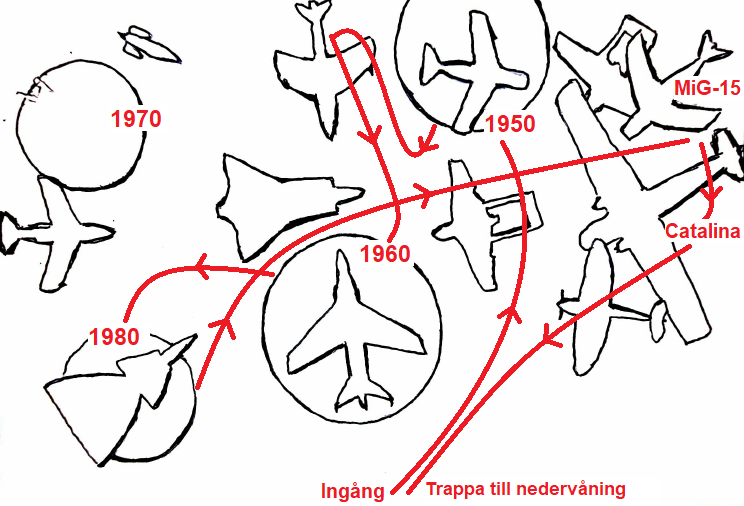 MiG-15
1970
1950
Catalina
1960
1980
Ingång
Trappa till nedervåning